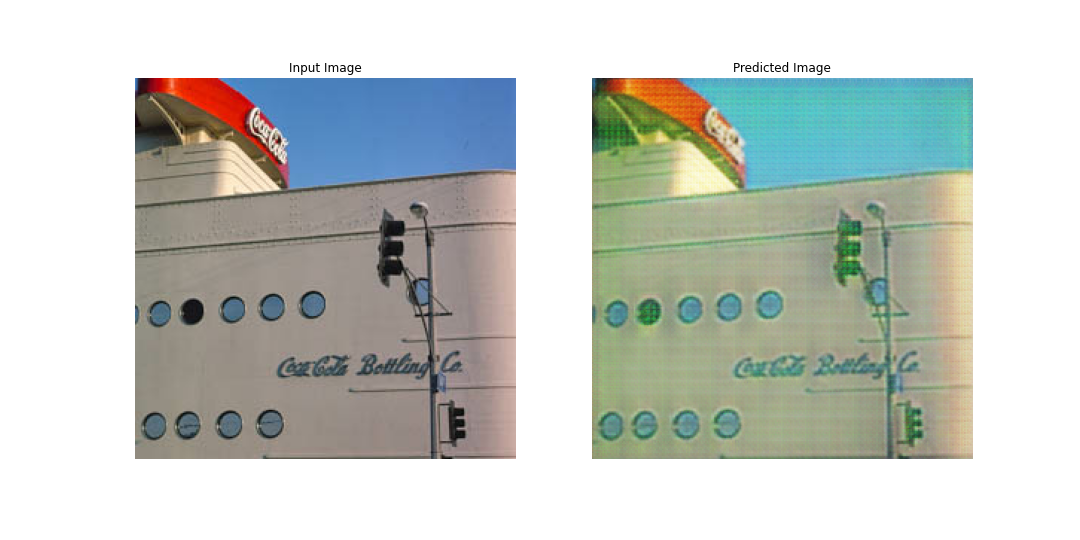 Input Image
Predicted Image
Coca-Cola
Coca-Cola
Coca-Cola Bottling Co.
Coca-Cola Bottling Co.